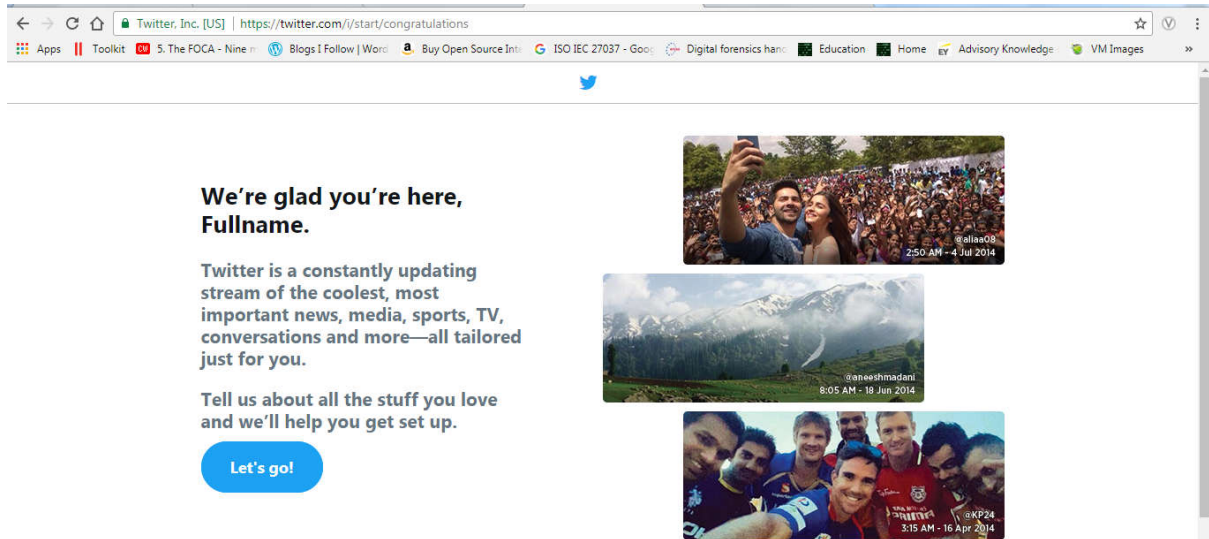 Twitter, Inc. [US] | https://twitter.com/i/start/congratulations
Apps Toolkit CW 5. The FOCA - Nine Blogs I Follow | Word Buy Open Source Inte G ISO IEC 27037 - Goo Digital forensics hand Education Home EY Advisory Knowledge VM Images »
We're glad you're here,
Fullname.
Twitter is a constantly updating
stream of the coolest, most
important news, media, sports, TV,
conversations and more—all tailored
just for you.
Tell us about all the stuff you love
and we'll help you get set up.
Let's go!
@aliaa08
2:50 AM - 4 Jul 2014
@aneeshmadani
8:05 AM - 18 Jun 2014
@KP24
3:15 AM - 16 Apr 2014